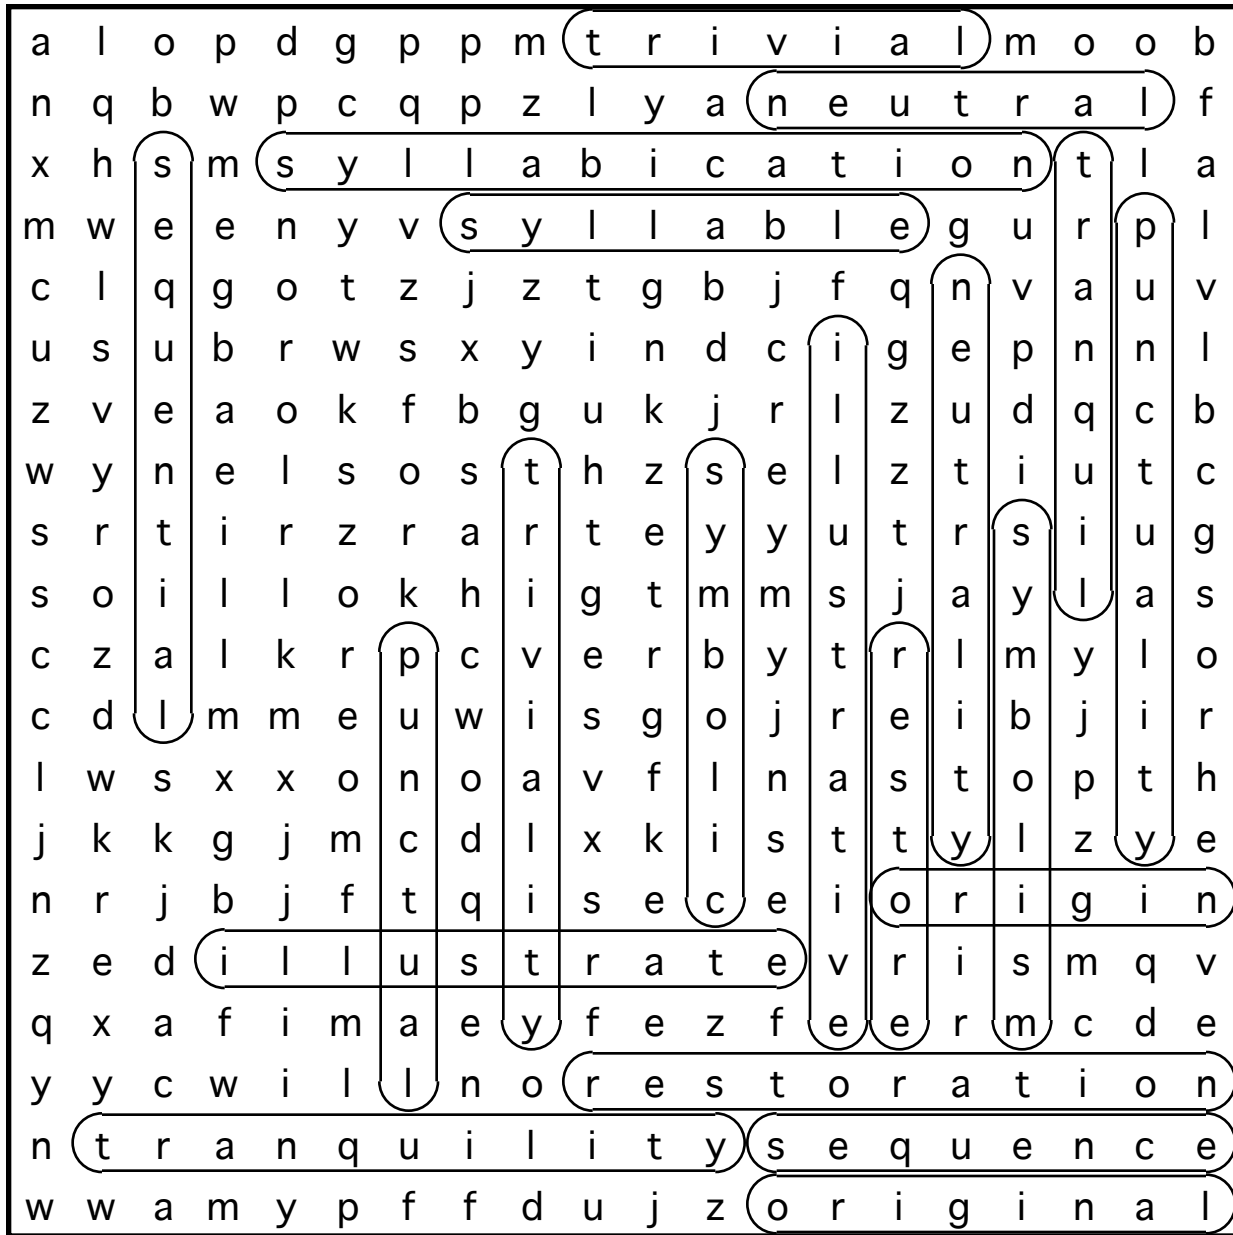 a l o p d g p p m t r i v i a l m o o b
n q b w p c q p z l y a n e u t r a l f
x h s m s y l l a b i c a t i o n t l a
m w e e n y v s y l l a b l e g u r p l
c l q g o t z j z t g b j f q n v a u v
u s u b r w s x y i n d c i g e p n n l
z v e a o k f b g u k j r l z u d q c b
w y n e l s o s t h z s e l z t i u t c
s r t i r z r a r t e y y u t r s i u g
s o i l l o k h i g t m m s j a y l a s
c z a l k r p c v e r b y t r l m y l o
c d l m m e u w i s g o j r e i b j i r
l w s x x o n o a v f l n a s t o p t h
j k k g j m c d l x k i s t t y l z y e
n r j b j f t q i s e c e i o r i g i n
z e d i l l u s t r a t e v r i s m q v
q x a f i m a e y f e z f e e r m c d e
y y c w i l l n o r e s t o r a t i o n
n t r a n q u i l i t y s e q u e n c e
w w a m y p f f d u j z o r i g i n a l